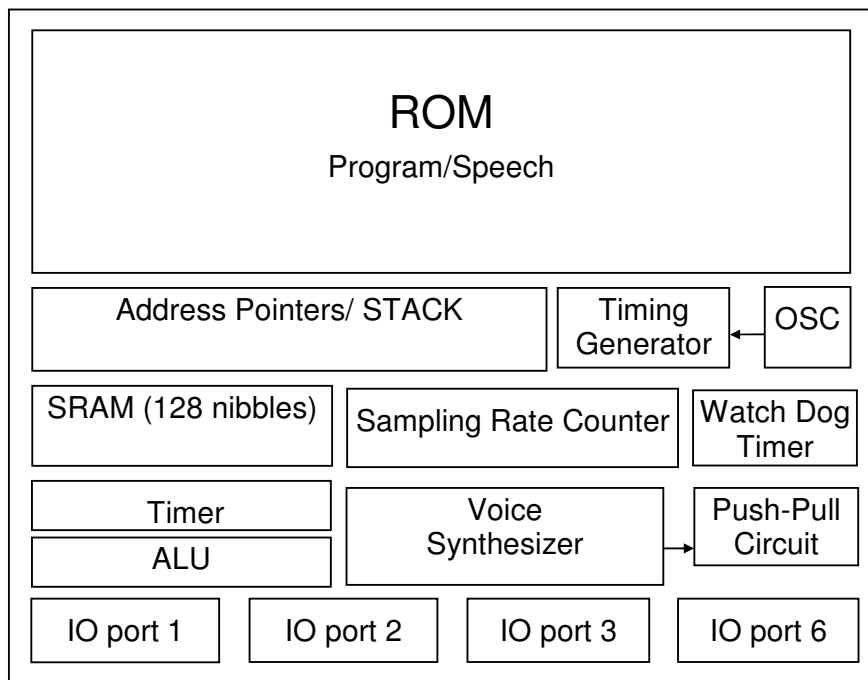 ROM
Program/Speech
Address Pointers/ STACK
Timing
Generator
OSC
SRAM (128 nibbles)
Sampling Rate Counter
Watch Dog
Timer
Timer
ALU
Voice
Synthesizer
Push-Pull
Circuit
IO port 1
IO port 2
IO port 3
IO port 6